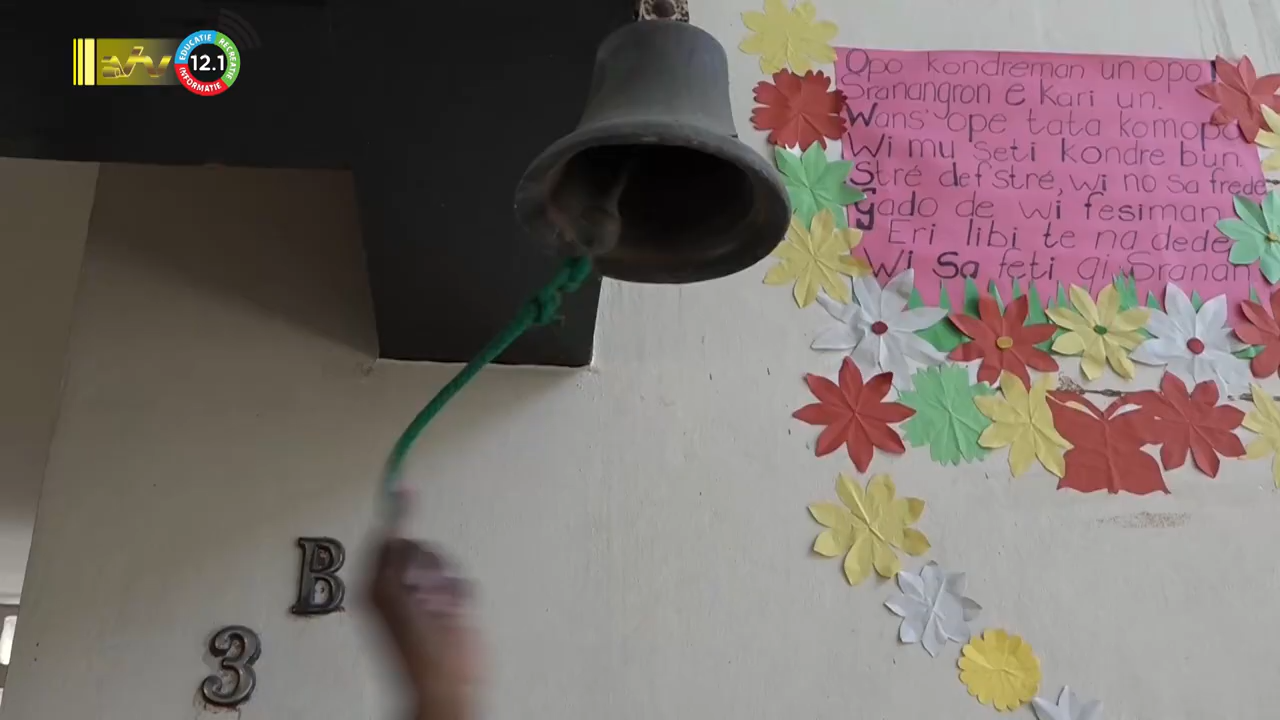 EDUCATIE
RECREATIE
INFORMATIE
12.1
Opo kondreman un opo!
Sranangron e kari un.
Wans' ope tata komopo
Wi mu seti kondre bun.
Stré def stré, wi no sa frede
Gado de wi fesiman
Eri libi te na dede
Wi Sa feti gi Sranan
B
3